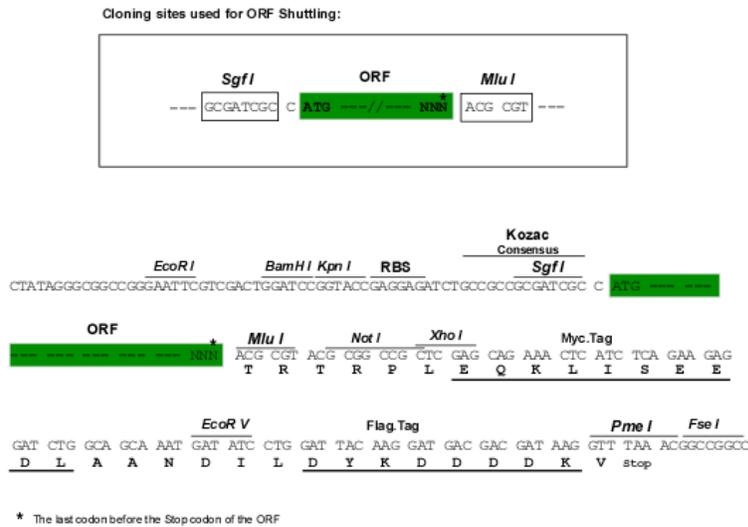 Cloning sites used for ORF Shuttling:
Sgf I ORF Mlu I
--- GCGATCGC C ATG ---//--- NNN* ACG CGT ---
Kozac
Consensus
EcoR I BamH I Kpn I RBS Sgf I
CTATAGGGCGGCCGGGAATTCGTCGACTGGATCCGGTACCGAGGAGATCTGCCGCCGCGATCGC C ATG --- ---
ORF Mlu I Not I Xho I Myc.Tag
--- --- --- --- --- --- NNN* ACG CGT ACG CGG CCG CTC GAG CAG AAA CTC ATC TCA GAA GAG
T R T R P L E Q K L I S E E
EcoR V Flag.Tag Pme I Fse I
GAT CTG GCA GCA AAT GAT ATC CTG GAT TAC AAG GAT GAC GAC GAT AAG GTT TAA ACGGCCGGCC
D L A A N D I L D Y K D D D D K V Stop
* The last codon before the Stop codon of the ORF